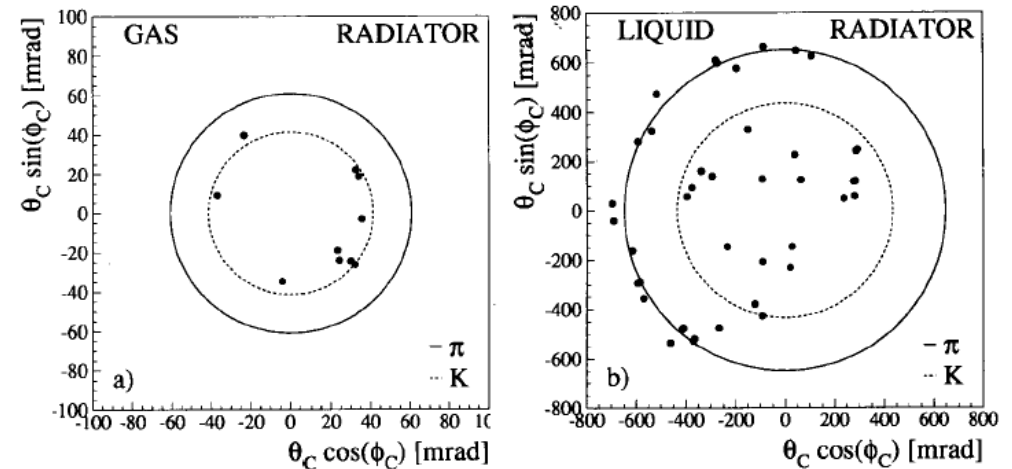 GAS RADIATOR
θC sin(ϕC) [mrad]
100
80
60
40
20
0
-20
-40
-60
-80
-100
-100 -80 -60 -40 -20 0 20 40 60 80 10
θC cos(ϕC) [mrad]
– π
--- K
a)
LIQUID RADIATOR
θC sin(ϕC) [mrad]
800
600
400
200
0
-200
-400
-600
-800
-800 -600 -400 -200 0 200 400 600 800
θC cos(ϕC) [mrad]
– π
--- K
b)